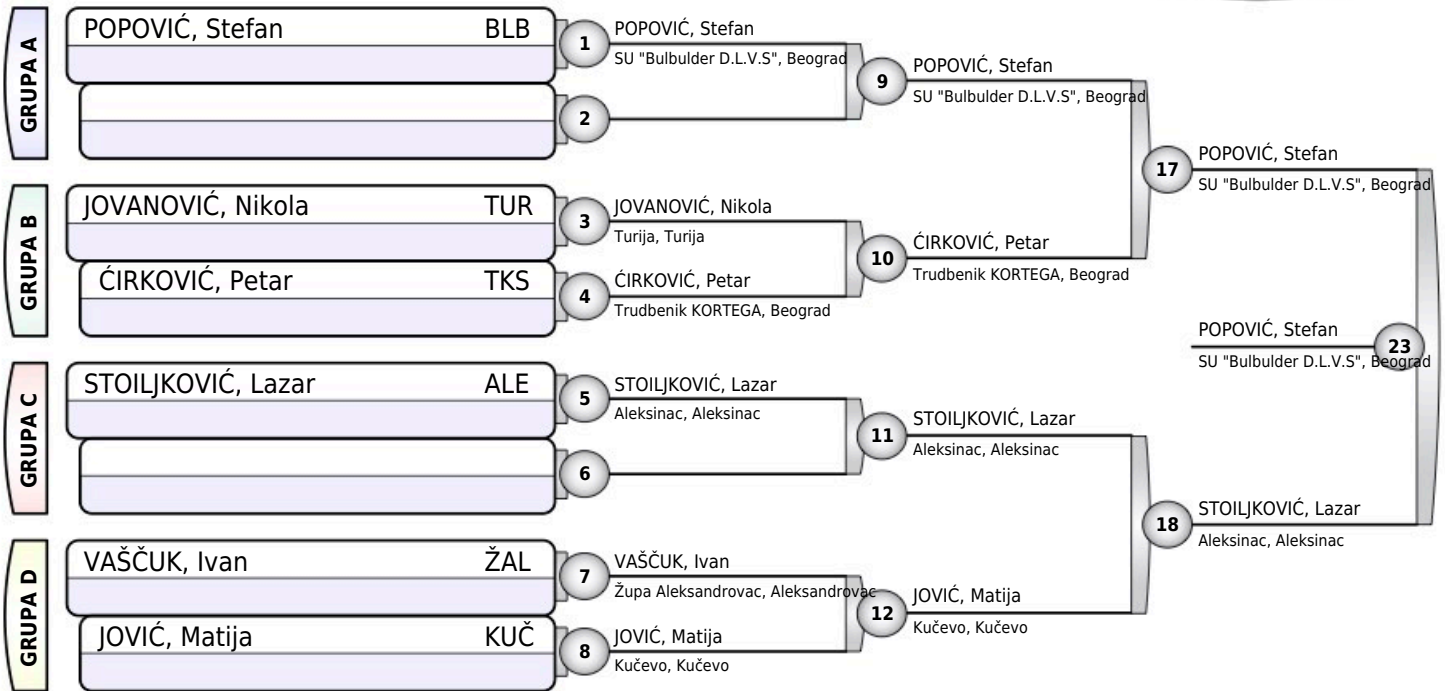 GRUPA A
POPOVIĆ, Stefan BLB
1
2
GRUPA B
JOVANOVIĆ, Nikola TUR
ĆIRKOVIĆ, Petar TKS
3
4
GRUPA C
STOILJKOVIĆ, Lazar ALE
5
6
GRUPA D
VAŠČUK, Ivan ŽAL
JOVIĆ, Matija KUČ
7
8
POPOVIĆ, Stefan
SU "Bulbulder D.L.V.S", Beograd
JOVANOVIĆ, Nikola
Turija, Turija
ĆIRKOVIĆ, Petar
Trudbenik KORTEGA, Beograd
STOILJKOVIĆ, Lazar
Aleksinac, Aleksinac
VAŠČUK, Ivan
Župa Aleksandrovac, Aleksandrovac
JOVIĆ, Matija
Kučevo, Kučevo
9
POPOVIĆ, Stefan
SU "Bulbulder D.L.V.S", Beograd
10
ĆIRKOVIĆ, Petar
Trudbenik KORTEGA, Beograd
11
STOILJKOVIĆ, Lazar
Aleksinac, Aleksinac
12
JOVIĆ, Matija
Kučevo, Kučevo
17
POPOVIĆ, Stefan
SU "Bulbulder D.L.V.S", Beograd
18
STOILJKOVIĆ, Lazar
Aleksinac, Aleksinac
POPOVIĆ, Stefan
23
SU "Bulbulder D.L.V.S", Beograd